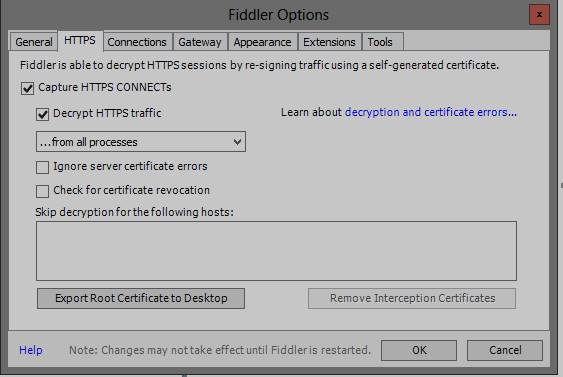 Fiddler Options
x
General HTTPS Connections Gateway Appearance Extensions Tools
Fiddler is able to decrypt HTTPS sessions by re-signing traffic using a self-generated certificate.
Capture HTTPS CONNECTs
Decrypt HTTPS traffic
Learn about decryption and certificate errors...
...from all processes
Ignore server certificate errors
Check for certificate revocation
Skip decryption for the following hosts:
Export Root Certificate to Desktop
Remove Interception Certificates
Help
Note: Changes may not take effect until Fiddler is restarted.
OK
Cancel